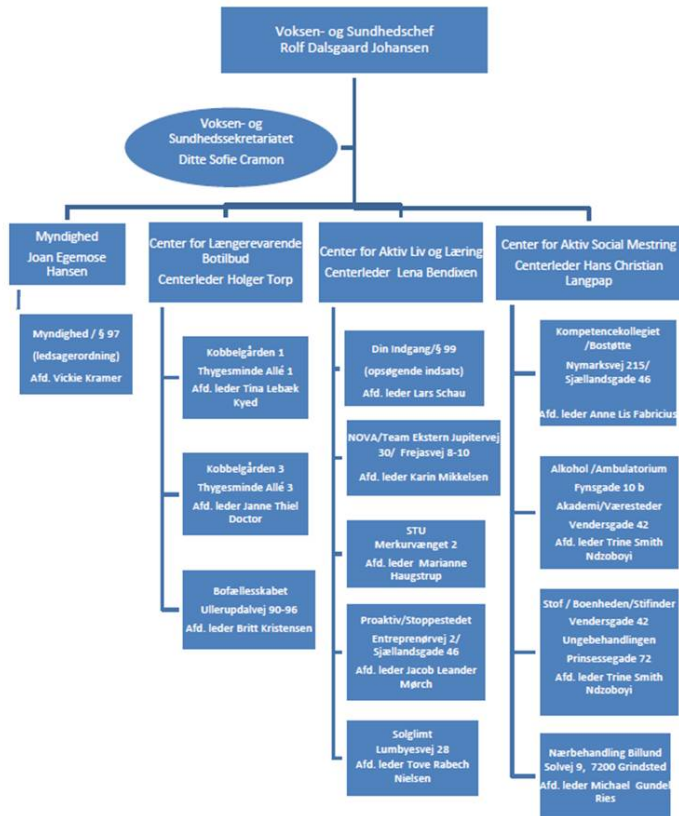 Voksen- og Sundhedschef
Rolf Dalsgaard Johansen
Voksen- og
Sundhedssekretariatet
Ditte Sofie Cramon
Myndighed
Joan Egemose
Hansen
Myndighed / § 97
(ledsagerordning)
Afd. Vickie Kramer
Center for Længerevarende
Botilbud
Centerleder Holger Torp
Kobbelgården 1
Thygesminde Allé 1
Afd. leder Tina Lebæk
Kyed
Kobbelgården 3
Thygesminde Allé 3
Afd. leder Janne Thiel
Doctor
Bofællesskabet
Ullerupdalvej 90-96
Afd. leder Britt Kristensen
Center for Aktiv Liv og Læring
Centerleder Lena Bendixen
Din Indgang/§ 99
(opsøgende indsats)
Afd. leder Lars Schau
NOVA/Team Ekstern Jupitervej
30/ Frejasvej 8-10
Afd. leder Karin Mikkelsen
STU
Merkurvænget 2
Afd. leder Marianne
Haugstrup
Proaktiv/Stoppestedet
Entreprenørvej 2/
Sjællandsgade 46
Afd. leder Jacob Leander
Mørch
Solglimt
Lumbyesvej 28
Afd. leder Tove Rabech
Nielsen
Center for Aktiv Social Mestring
Centerleder Hans Christian
Langpap
Kompetencekollegiet
/Bostøtte
Nymarksvej 215/
Sjællandsgade 46
Afd. leder Anne Lis Fabricius
Alkohol /Ambulatorium
Fynsgade 10 b
Akademi/Væresteder
Vendersgade 42
Afd. leder Trine Smith
Ndzoboyi
Stof / Boenheden/Stifinder
Vendersgade 42
Ungebehandlingen
Prinsessegade 72
Afd. leder Trine Smith
Ndzoboyi
Nærbehandling Billund
Solvej 9, 7200 Grindsted
Afd. leder Michael Gundel
Ries